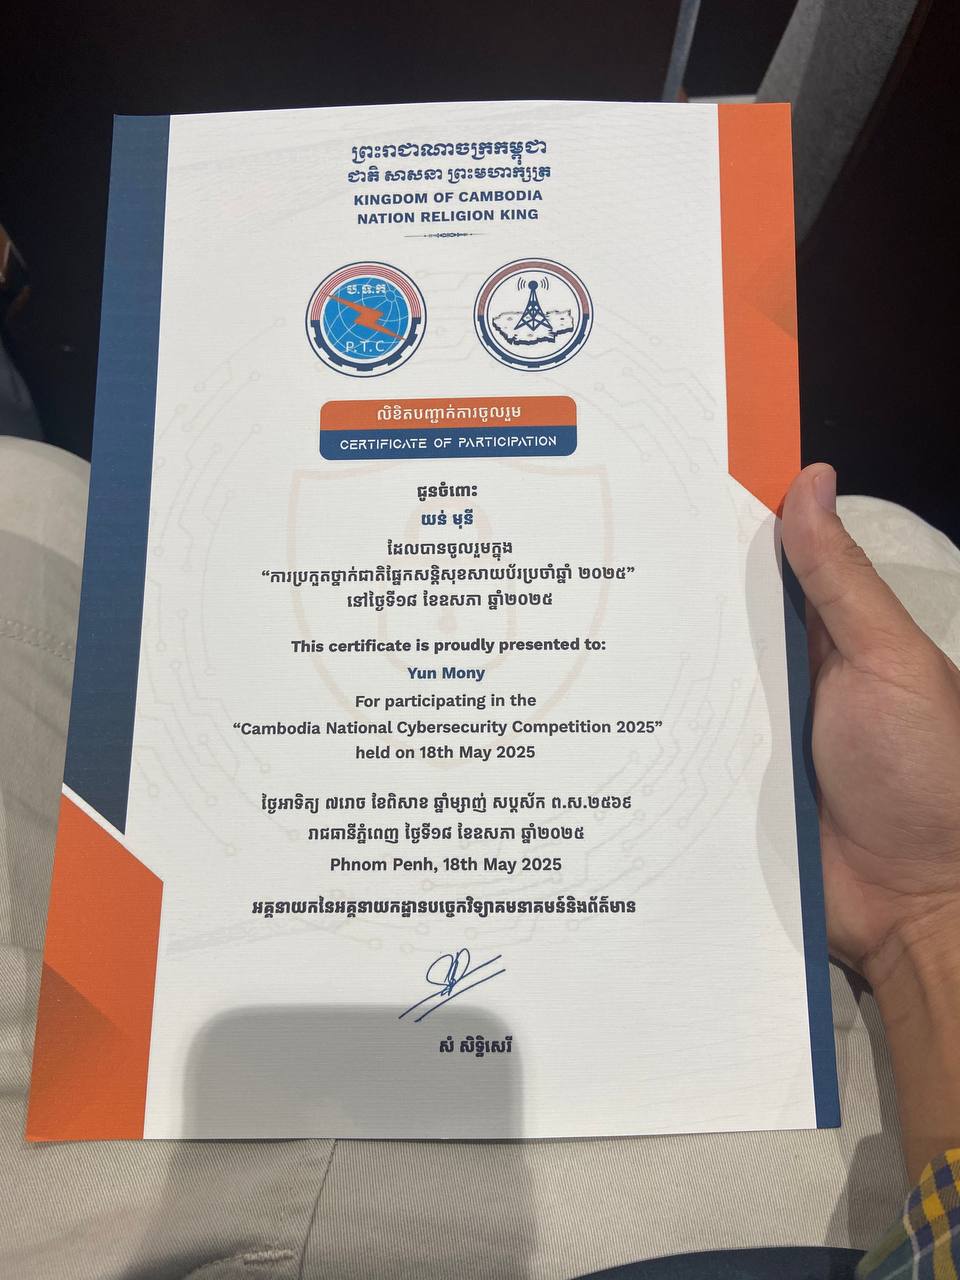 ព្រះរាជាណាចក្រកម្ពុជា
ជាតិ សាសនា ព្រះមហាក្សត្រ
KINGDOM OF CAMBODIA
NATION RELIGION KING
ប.ទ.ក
P.T.C
លិខិតបញ្ជាក់ការចូលរួម
CERTIFICATE OF PARTICIPATION
ជូនចំពោះ
យន់ មុនី
ដែលបានចូលរួមក្នុង
“ការប្រកួតថ្នាក់ជាតិផ្នែកសន្តិសុខសាយប័រប្រចាំឆ្នាំ ២០២៥”
នៅថ្ងៃទី១៨ ខែឧសភា ឆ្នាំ២០២៥
This certificate is proudly presented to:
Yun Mony
For participating in the
“Cambodia National Cybersecurity Competition 2025”
held on 18th May 2025
ថ្ងៃអាទិត្យ ៧រោច ខែពិសាខ ឆ្នាំម្សាញ់ សប្តស័ក ព.ស.២៥៦៩
រាជធានីភ្នំពេញ ថ្ងៃទី១៨ ខែឧសភា ឆ្នាំ២០២៥
Phnom Penh, 18th May 2025
អគ្គនាយកនៃអគ្គនាយកដ្ឋានបច្ចេកវិទ្យាគមនាគមន៍និងព័ត៌មាន
សំ សិទ្ធិសេរី